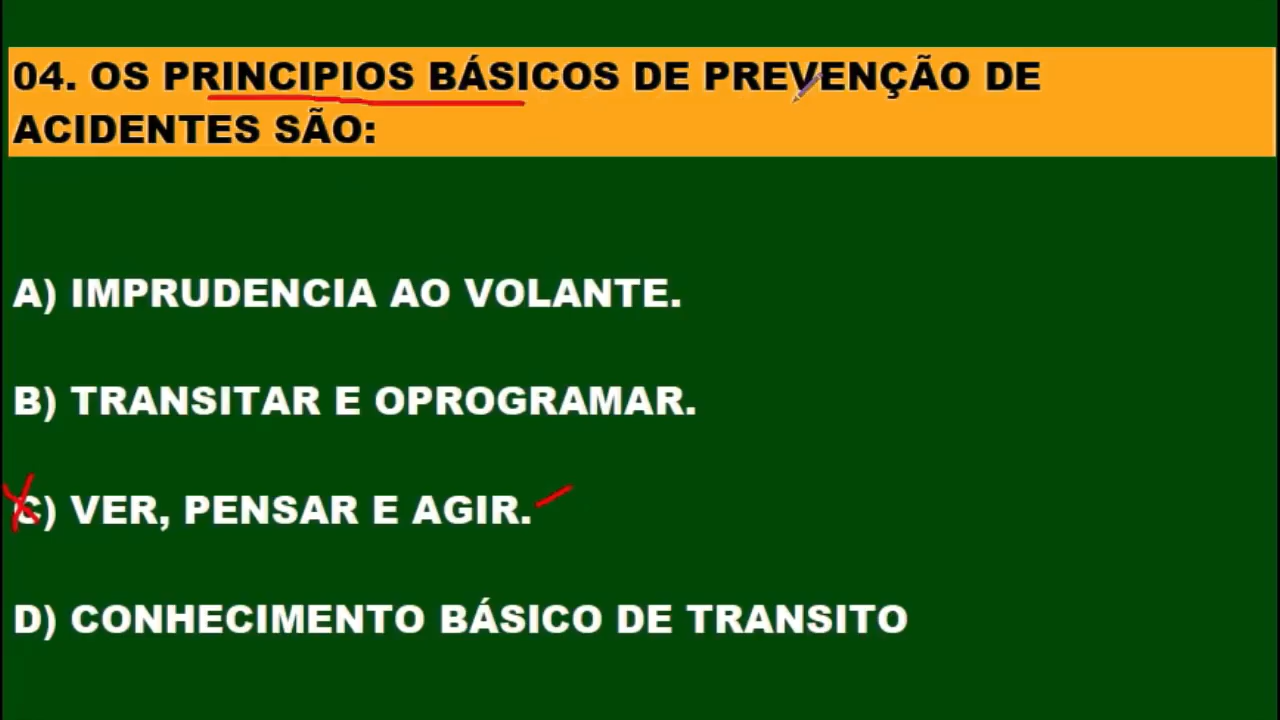 04. OS PRINCIPIOS BÁSICOS DE PREVENÇÃO DE
ACIDENTES SÃO:
A) IMPRUDENCIA AO VOLANTE.
B) TRANSITAR E OPROGRAMAR.
C) VER, PENSAR E AGIR.
D) CONHECIMENTO BÁSICO DE TRANSITO